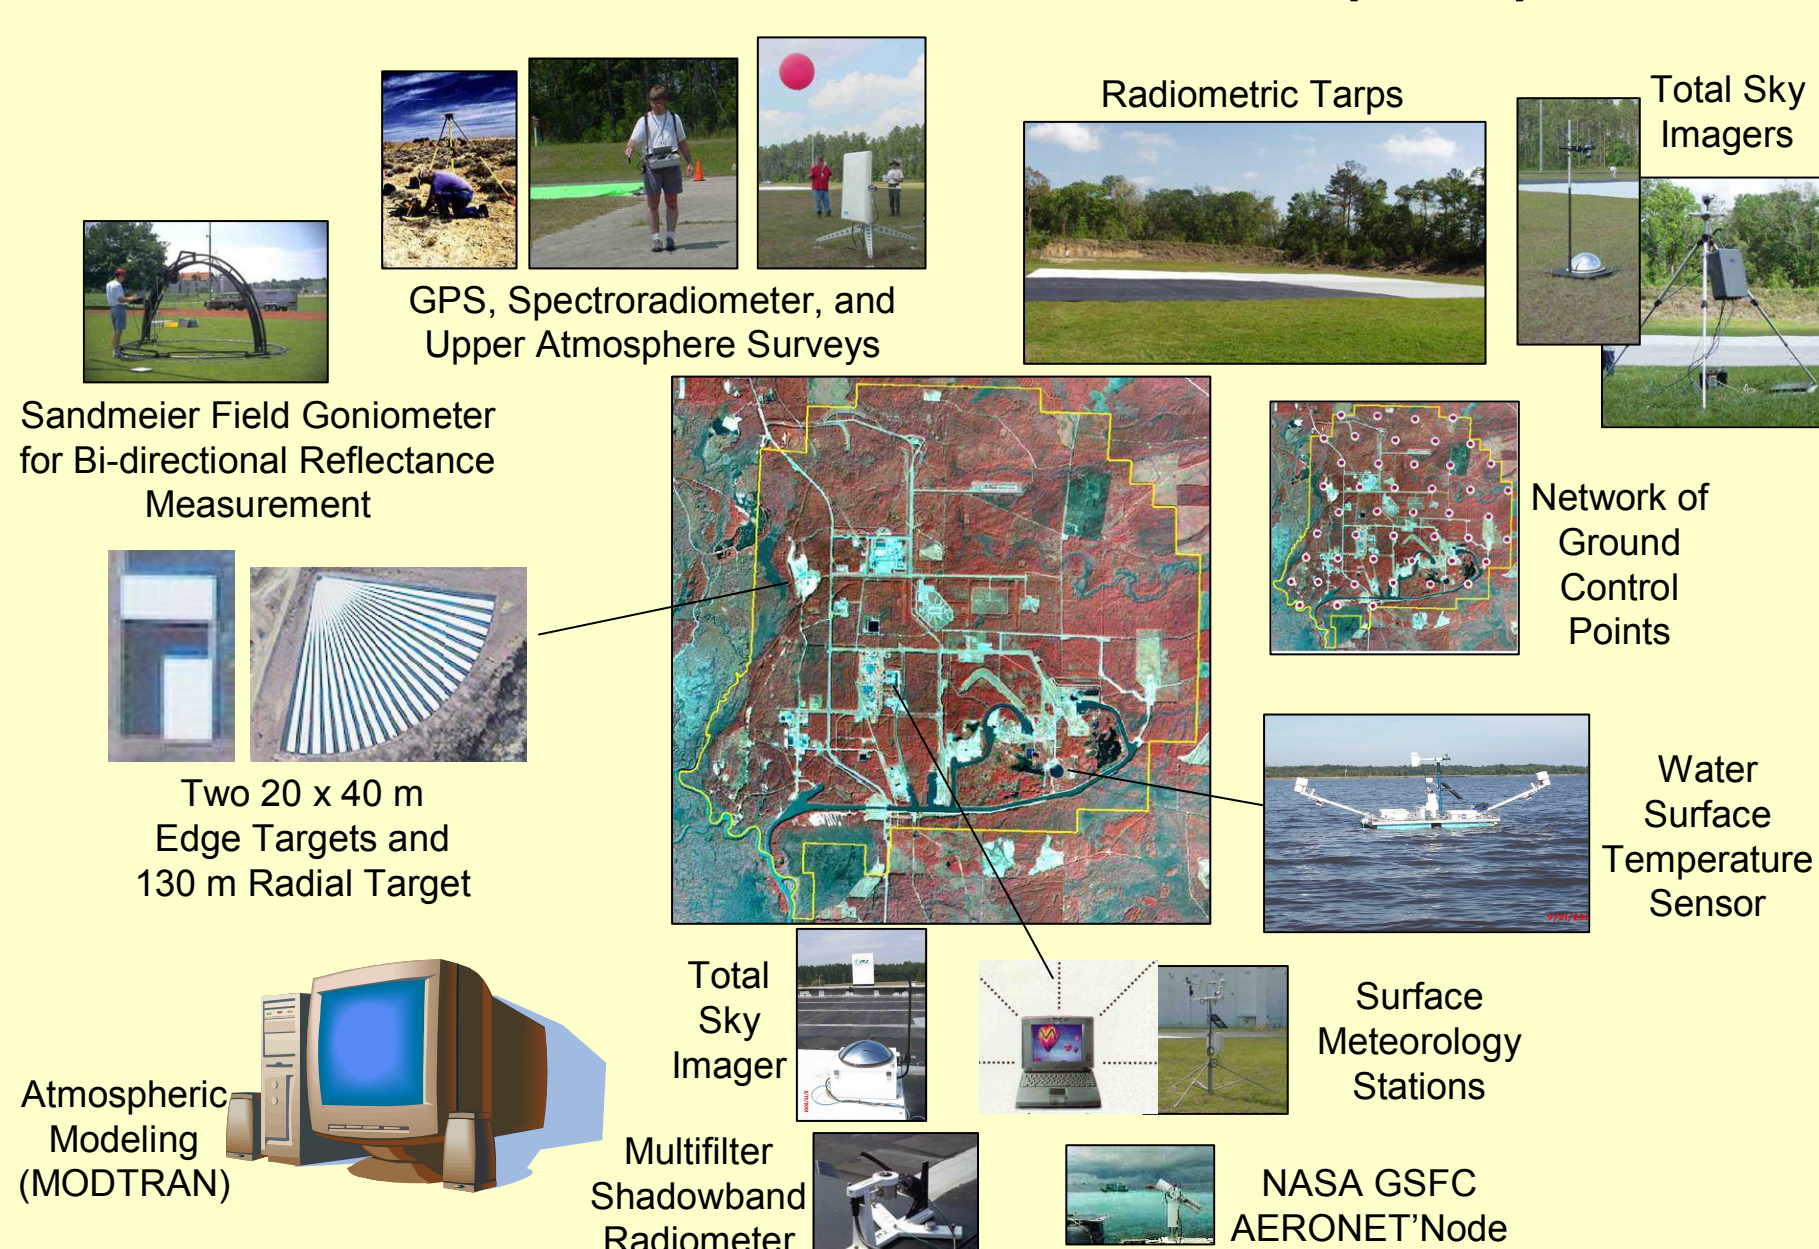 Radiometric Tarps
Total Sky
Imagers
GPS, Spectroradiometer, and
Upper Atmosphere Surveys
Sandmeier Field Goniometer
for Bi-directional Reflectance
Measurement
Network of
Ground
Control
Points
Two 20 x 40 m
Edge Targets and
130 m Radial Target
Water
Surface
Temperature
Sensor
Total
Sky
Imager
Surface
Meteorology
Stations
Atmospheric
Modeling
(MODTRAN)
Multifilter
Shadowband
Radiometer
NASA GSFC
AERONET'Node